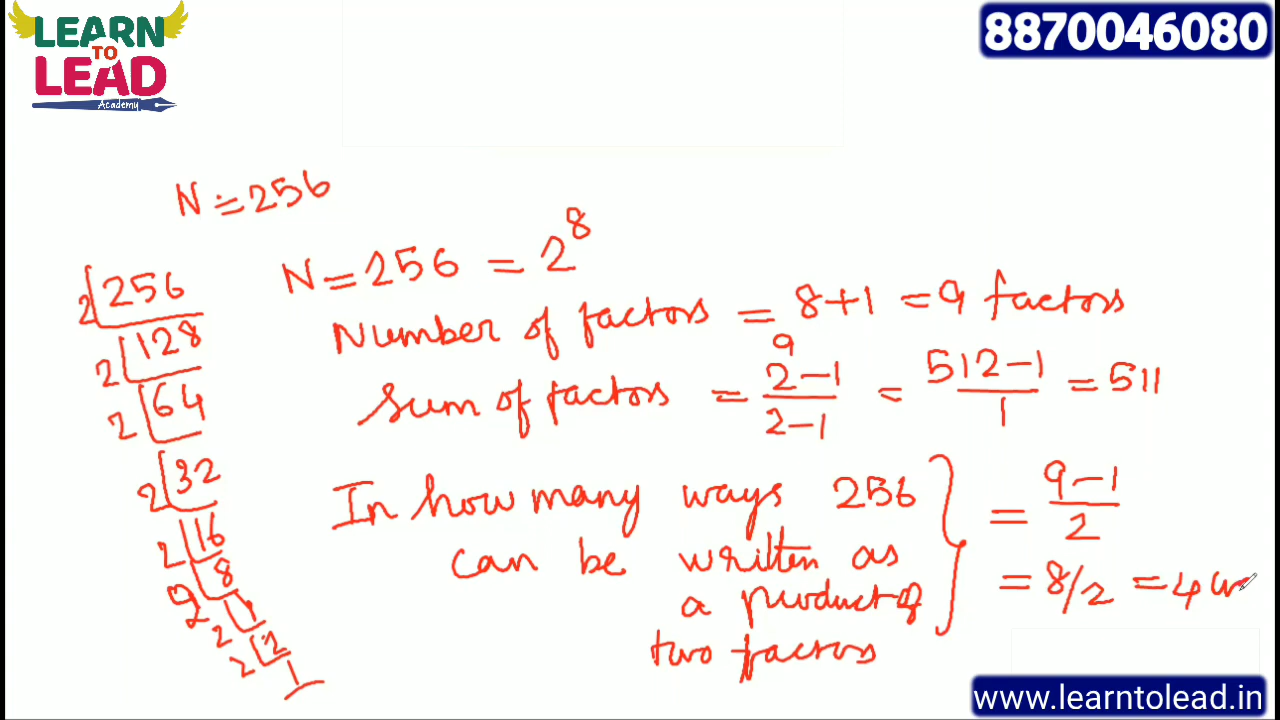 LEARN
TO
LEAD
Academy
8870046080
N = 256
N = 256 = 2^8
Number of factors = 8+1 = 9 factors
Sum of factors = (2^9 - 1)/(2 - 1) = (512 - 1)/1 = 511
In how many ways 256 can be written as a product of two factors } = (9 - 1)/2
= 8/2 = 4
2 | 256
2 | 128
2 | 64
2 | 32
2 | 16
2 | 8
2 | 2
1
www.learntolead.in